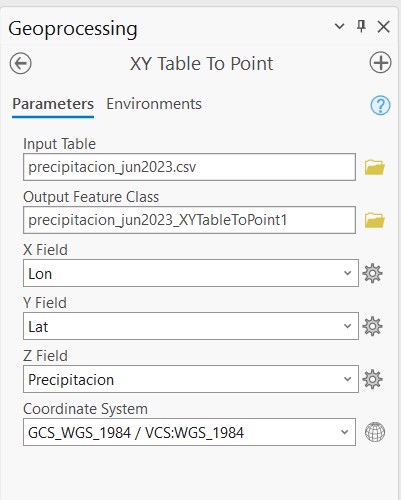 Geoprocessing
XY Table To Point
Parameters Environments
Input Table
precipitacion_jun2023.csv
Output Feature Class
precipitacion_jun2023_XYTableToPoint1
X Field
Lon
Y Field
Lat
Z Field
Precipitacion
Coordinate System
GCS_WGS_1984 / VCS:WGS_1984